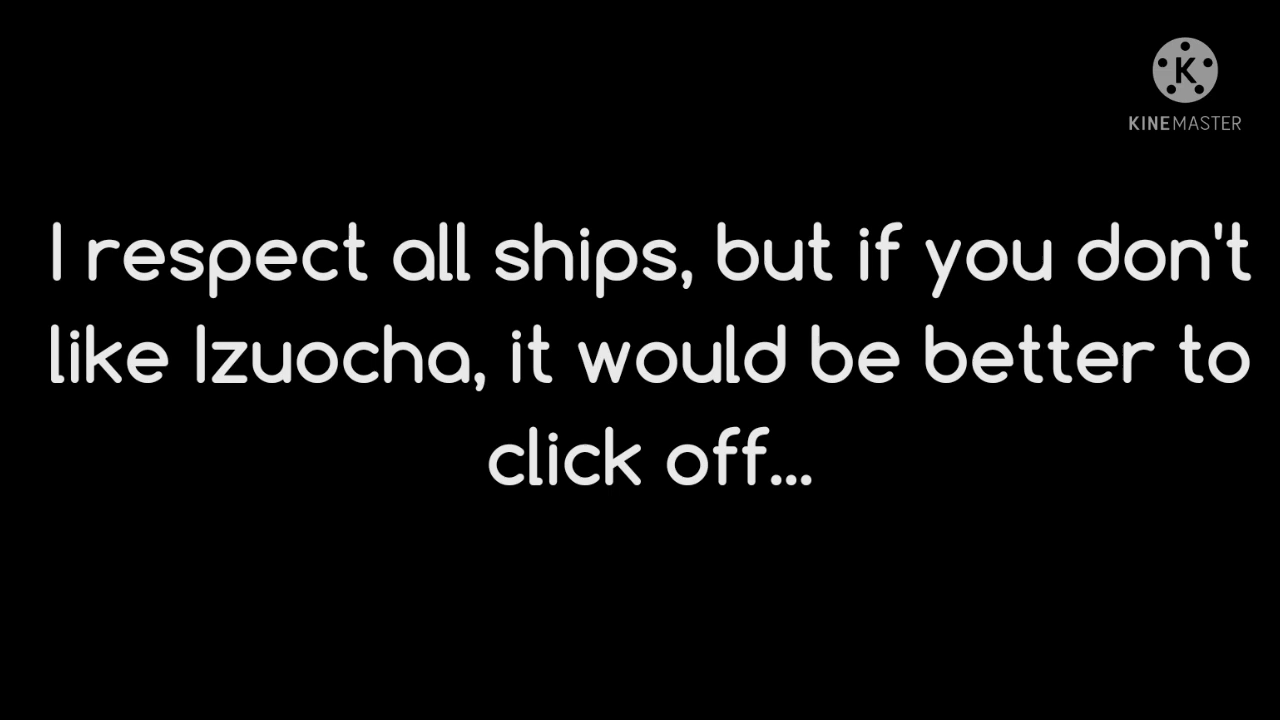 K
KINEMASTER
I respect all ships, but if you don't
like Izuocha, it would be better to
click off...